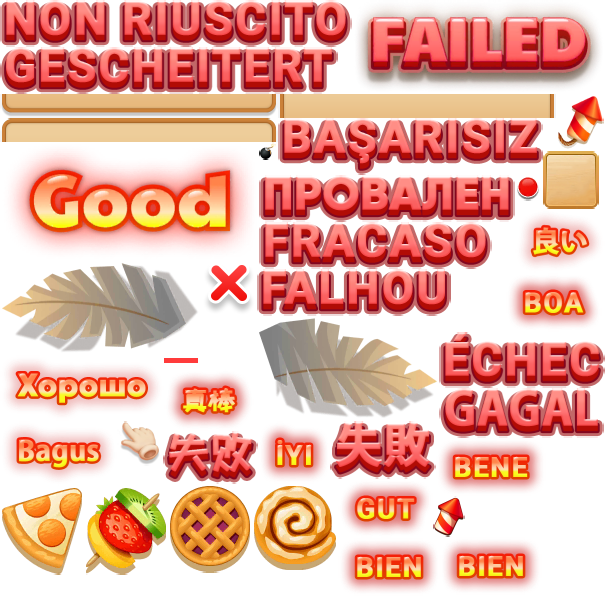 NON RIUSCITO
FAILED
GESCHEITERT
BAŞARISIZ
Good
ПРОВАЛЕН
FRACASO
良い
FALHOU
BOA
ÉCHEC
Хорошо
真棒
GAGAL
Bagus
失败
İYI
失敗
BENE
GUT
BIEN
BIEN